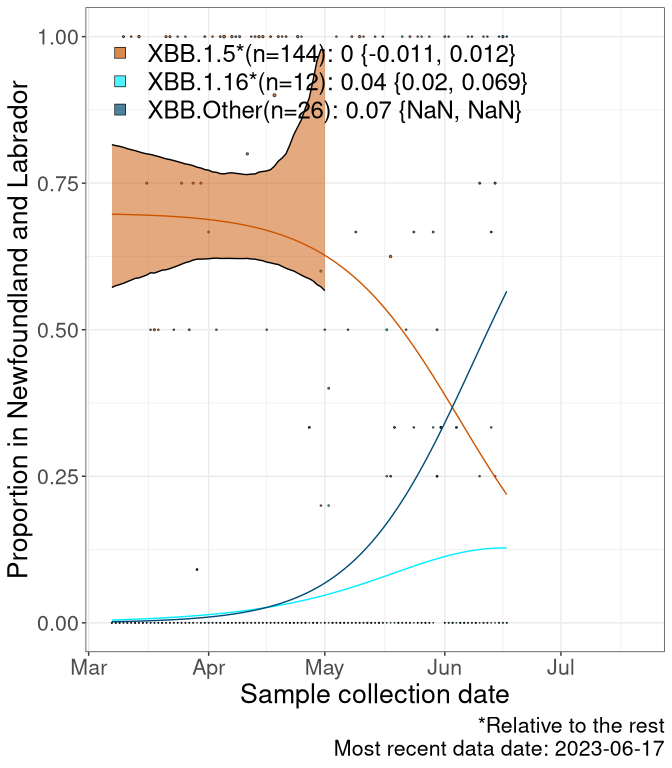 1.00
XBB.1.5*(n=144): 0 {-0.011, 0.012}
XBB.1.16*(n=12): 0.04 {0.02, 0.069}
XBB.Other(n=26): 0.07 {NaN, NaN}
0.75
0.50
0.25
0.00
Proportion in Newfoundland and Labrador
Mar Apr May Jun Jul
Sample collection date
*Relative to the rest
Most recent data date: 2023-06-17